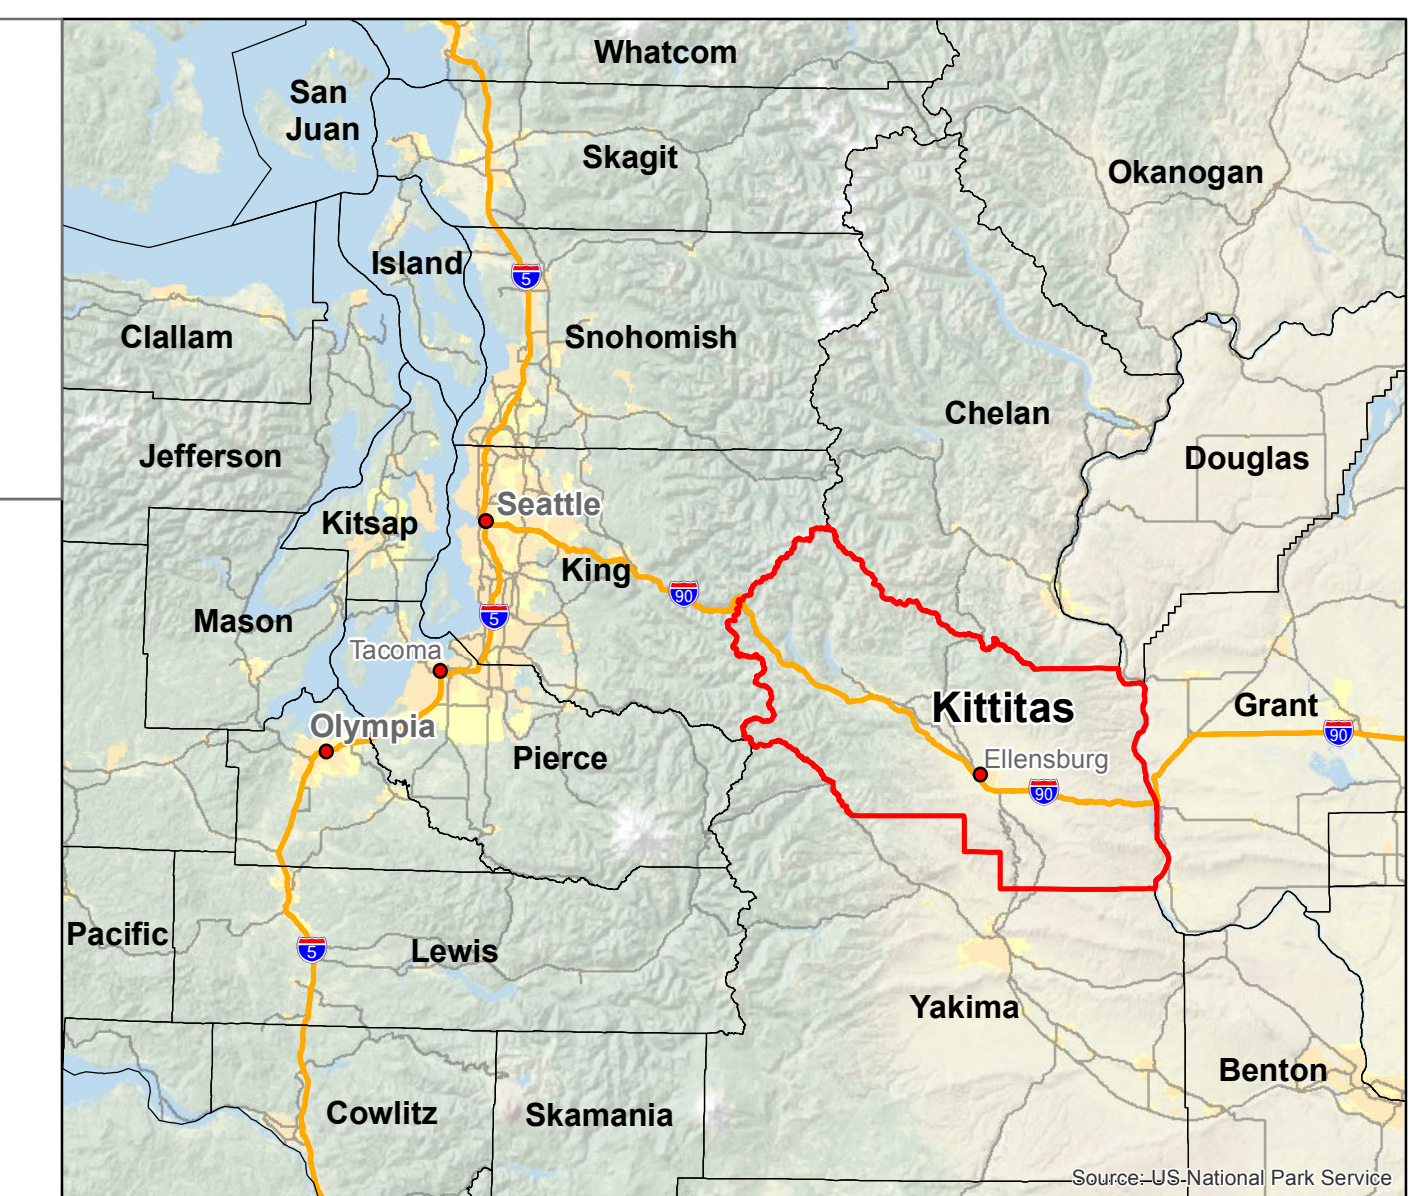 Whatcom
San
Juan
Skagit
Okanogan
Island
5
Clallam
Snohomish
Chelan
Jefferson
Douglas
Seattle
Kitsap
King
90
5
Mason
Tacoma
Kittitas
Grant
Olympia
90
Pierce
Ellensburg
90
Pacific
Lewis
5
Yakima
Benton
Cowlitz
Skamania
Source: US National Park Service